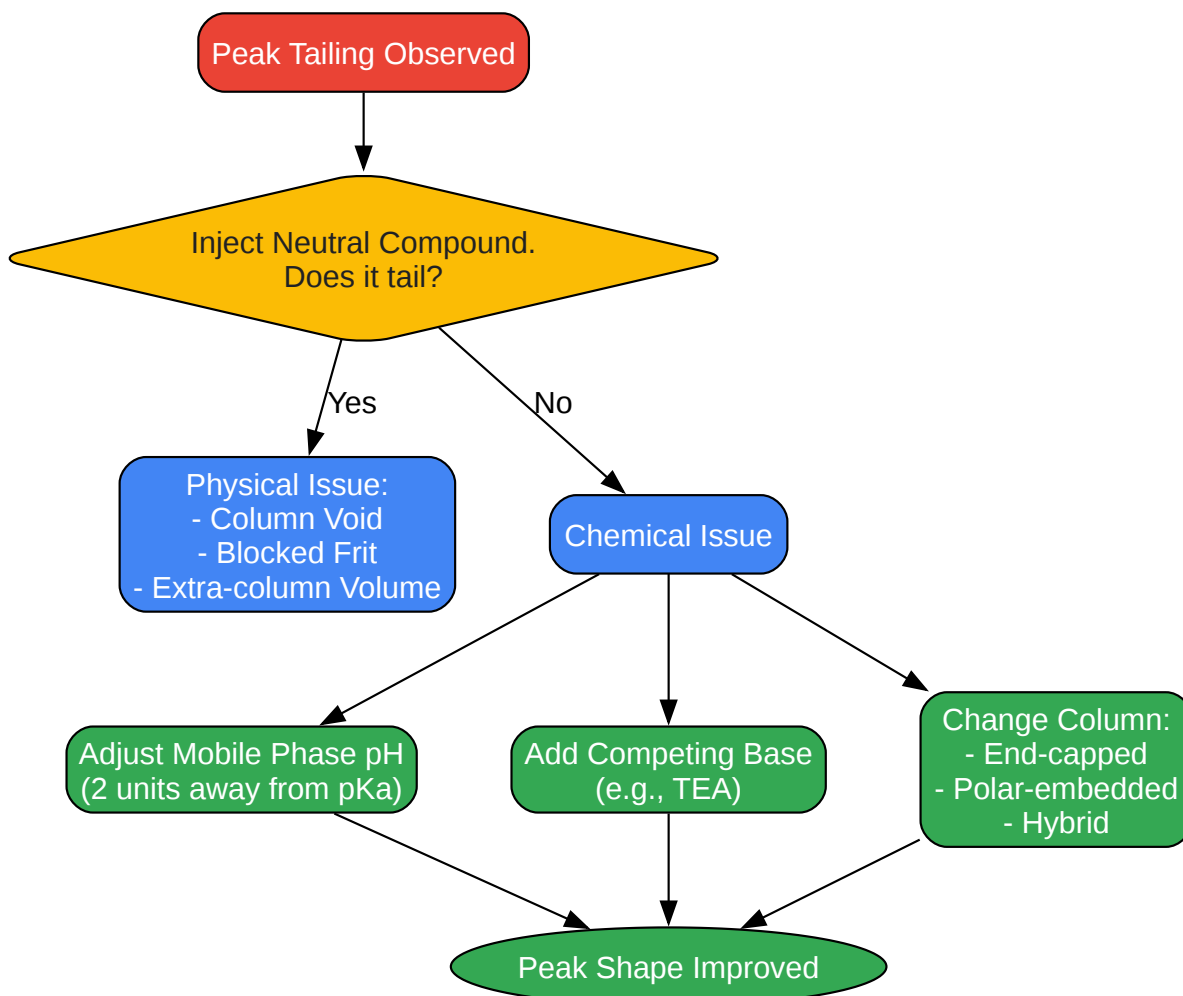 Peak Tailing Observed
Inject Neutral Compound.
Does it tail?
Yes
No
Physical Issue:
- Column Void
- Blocked Frit
- Extra-column Volume
Chemical Issue
Adjust Mobile Phase pH
(2 units away from pKa)
Add Competing Base
(e.g., TEA)
Change Column:
- End-capped
- Polar-embedded
- Hybrid
Peak Shape Improved